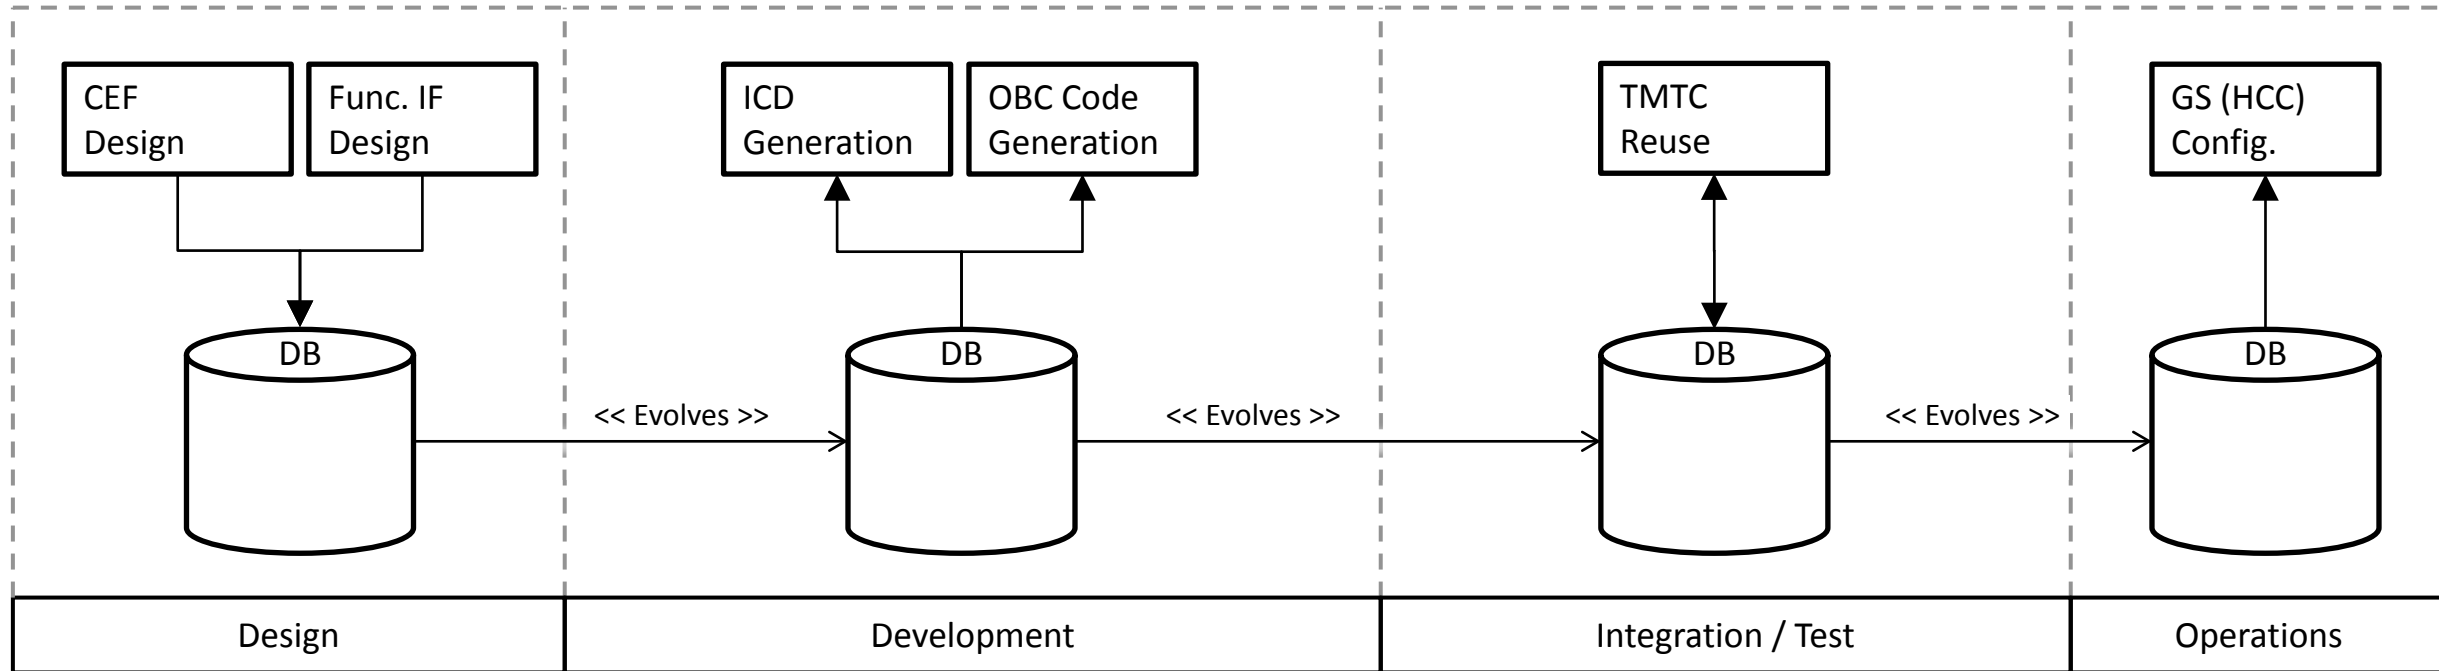 CEF
Design
Func. IF
Design
ICD
Generation
OBC Code
Generation
TMTC
Reuse
GS (HCC)
Config.
DB
DB
DB
DB
<< Evolves >>
<< Evolves >>
<< Evolves >>
Design
Development
Integration / Test
Operations